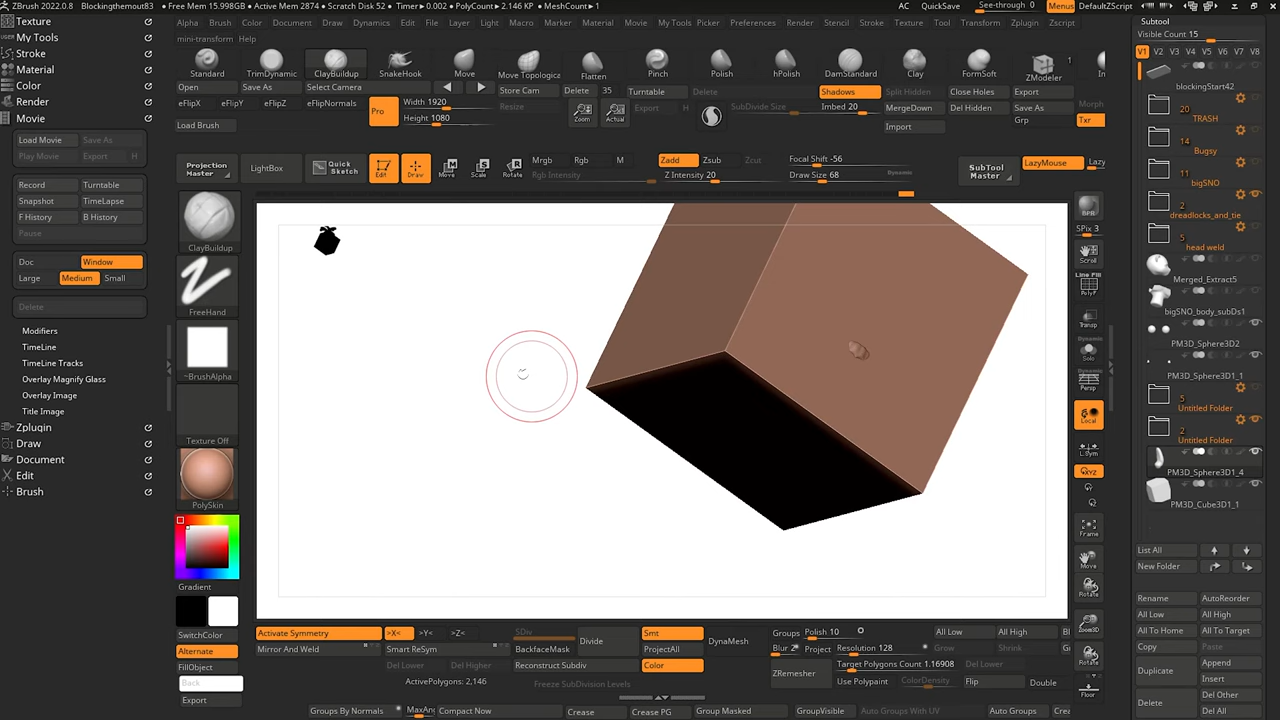 ZBrush 2022.0.8
Blockingthemout83
● Free Mem 15.998GB ● Active Mem 2874 ● Scratch Disk 52 ● Timer▸0.002 ● PolyCount▸2.146 KP ● MeshCount▸1
AC
QuickSave
See-through 0
Menus
DefaultZScript
Texture
My Tools
Stroke
Material
Color
Render
Movie
Load Movie
Save As
Play Movie
Export
H
Record
Turntable
Snapshot
TimeLapse
F History
B History
Pause
Doc
Window
Large
Medium
Small
Delete
Modifiers
TimeLine
TimeLine Tracks
Overlay Magnify Glass
Overlay Image
Title Image
Zplugin
Draw
Document
Edit
Brush
Alpha Brush Color Document Draw Dynamics Edit File Layer Light Macro Marker Material Movie My Tools Picker Preferences Render Stencil Stroke Texture Tool Transform Zplugin Zscript
mini-transform Help
Standard
TrimDynamic
ClayBuildup
SnakeHook
Move
Move Topologica
Flatten
Pinch
Polish
hPolish
DamStandard
Clay
FormSoft
ZModeler
1
In
Open
Save As
Select Camera
Store Cam
Delete
35
Turntable
Delete
Shadows
Split Hidden
Close Holes
Export
eFlipX
eFlipY
eFlipZ
eFlipNormals
Pro
Width 1920
Height 1080
Resize
Zoom
Actual
Export
H
SubDivide Size
Imbed 20
MergeDown
Del Hidden
Save As
Morph
Load Brush
Import
Grp
Txr
Projection
Master
LightBox
Quick
Sketch
Edit
Draw
Move
Scale
Rotate
Mrgb
Rgb
M
Rgb Intensity
Zadd
Zsub
Zcut
Z Intensity 20
Focal Shift -56
Draw Size 68
Dynamic
SubTool
Master
LazyMouse
Lazy
ClayBuildup
FreeHand
~BrushAlpha
Texture Off
PolySkin
Gradient
SwitchColor
Alternate
FillObject
Back
Export
BPR
SPix 3
Scroll
Line Fill
PolyF
Transp
Dynamic
Solo
Dynamic
Persp
Local
L.Sym
XYZ
Frame
Move
Rotate
Zoom3D
Rotate
Floor
Subtool
Visible Count 15
V1 V2 V3 V4 V5 V6 V7 V8
blockingStart42
20
TRASH
14
Bugsy
11
bigSNO
2
dreadlocks_and_tie
5
head weld
Merged_Extract5
bigSNO_body_subDs1
PM3D_Sphere3D2
PM3D_Sphere3D1_1
5
Untitled Folder
2
Untitled Folder
PM3D_Sphere3D1_4
PM3D_Cube3D1_1
List All
New Folder
Rename
AutoReorder
All Low
All High
All To Home
All To Target
Copy
Paste
Duplicate
Append
Insert
Delete
Del Other
Del All
Activate Symmetry
>X<
>Y<
>Z<
Mirror And Weld
Smart ReSym
Del Lower
Del Higher
ActivePolygons: 2,146
SDiv
BackfaceMask
Divide
Reconstruct Subdiv
Freeze SubDivision Levels
Smt
ProjectAll
Color
DynaMesh
Groups
Polish 10
Blur 2
Project
Resolution 128
ZRemesher
Target Polygons Count 1.16908
Use Polypaint
ColorDensity
All Low
All High
Bl
Grow
Shrink
Del Lower
Flip
Double
Groups By Normals
MaxAn
Compact Now
Crease
Crease PG
Group Masked
GroupVisible
Auto Groups With UV
Auto Groups
Crea